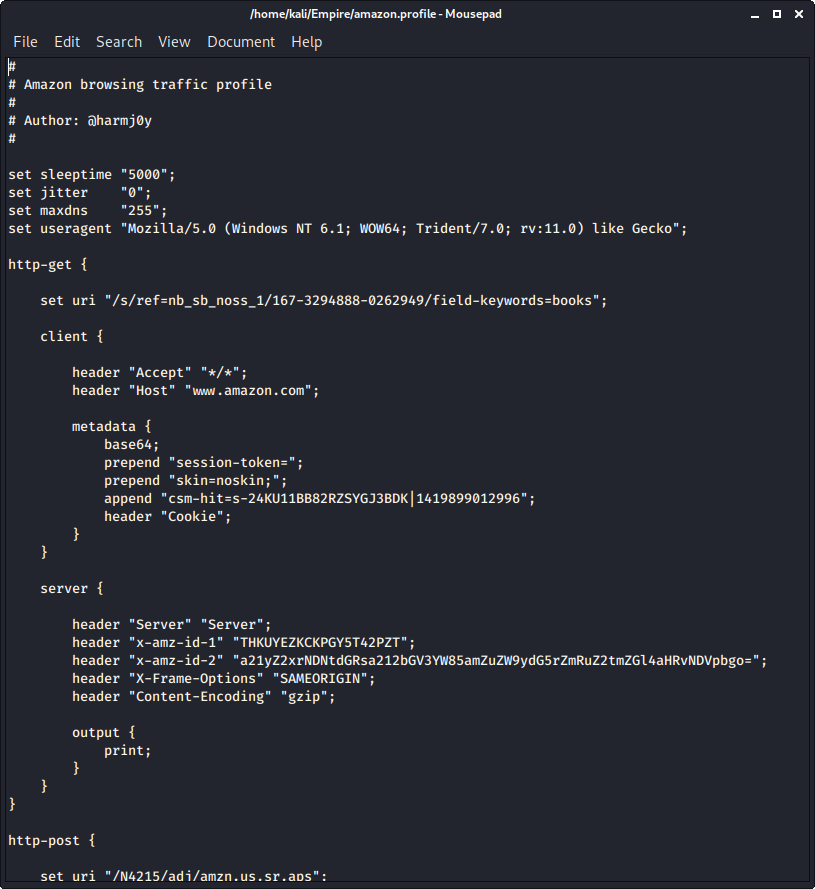 /home/kali/Empire/amazon.profile - Mousepad
File Edit Search View Document Help
#
# Amazon browsing traffic profile
#
# Author: @harmj0y
#
set sleeptime "5000";
set jitter    "0";
set maxdns    "255";
set useragent "Mozilla/5.0 (Windows NT 6.1; WOW64; Trident/7.0; rv:11.0) like Gecko";
http-get {
    set uri "/s/ref=nb_sb_noss_1/167-3294888-0262949/field-keywords=books";
    client {
        header "Accept" "*/*";
        header "Host" "www.amazon.com";
        metadata {
            base64;
            prepend "session-token=";
            prepend "skin=noskin;";
            append "csm-hit=s-24KU11BB82RZSYGJ3BDK|1419899012996";
            header "Cookie";
        }
    }
    server {
        header "Server" "Server";
        header "x-amz-id-1" "THKUYEZKCKPGY5T42PZT";
        header "x-amz-id-2" "a21yZ2xrNDNtdGRsa212bGV3YW85amZuZW9ydG5rZmRuZ2tmZGl4aHRvNDVpbgo=";
        header "X-Frame-Options" "SAMEORIGIN";
        header "Content-Encoding" "gzip";
        output {
            print;
        }
    }
}
http-post {
    set uri "/N4215/adj/amzn.us.sr.aps";